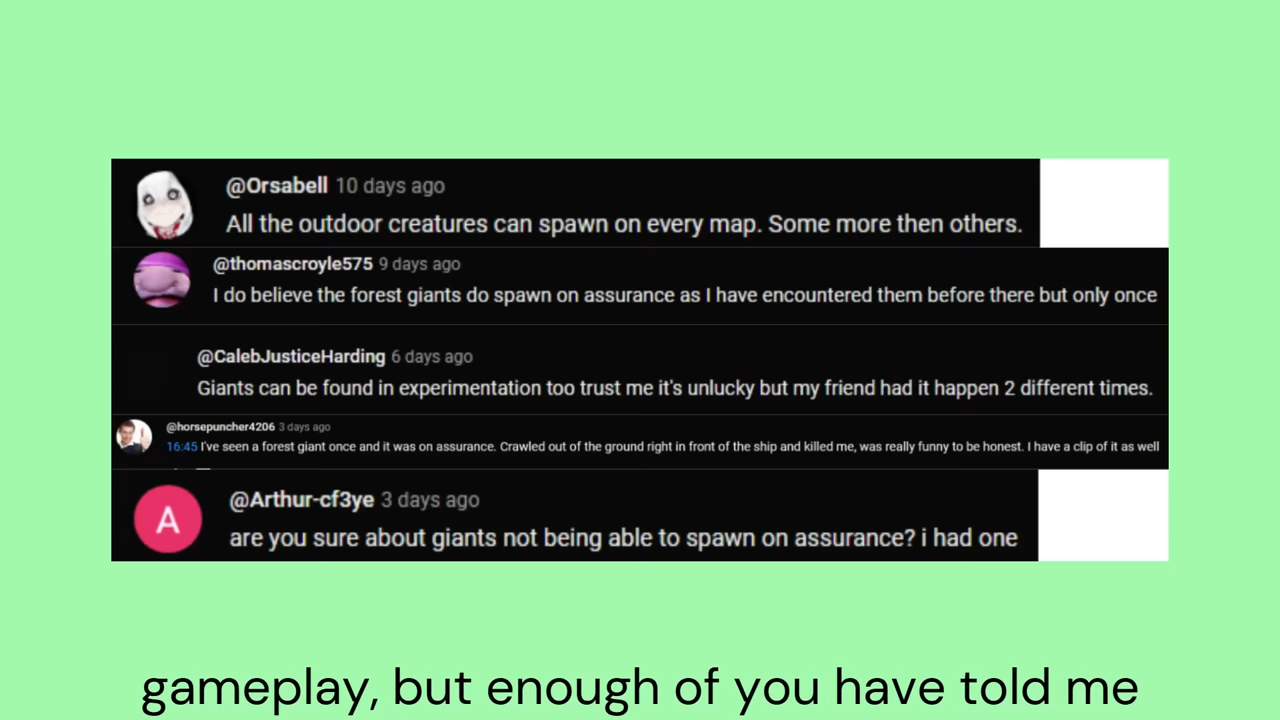 @Orsabell 10 days ago
All the outdoor creatures can spawn on every map. Some more then others.
@thomascroyle575 9 days ago
I do believe the forest giants do spawn on assurance as I have encountered them before there but only once
@CalebJusticeHarding 6 days ago
Giants can be found in experimentation too trust me it's unlucky but my friend had it happen 2 different times.
@horsepuncher4206 3 days ago
16:45 I've seen a forest giant once and it was on assurance. Crawled out of the ground right in front of the ship and killed me, was really funny to be honest. I have a clip of it as well
A
@Arthur-cf3ye 3 days ago
are you sure about giants not being able to spawn on assurance? i had one
gameplay, but enough of you have told me